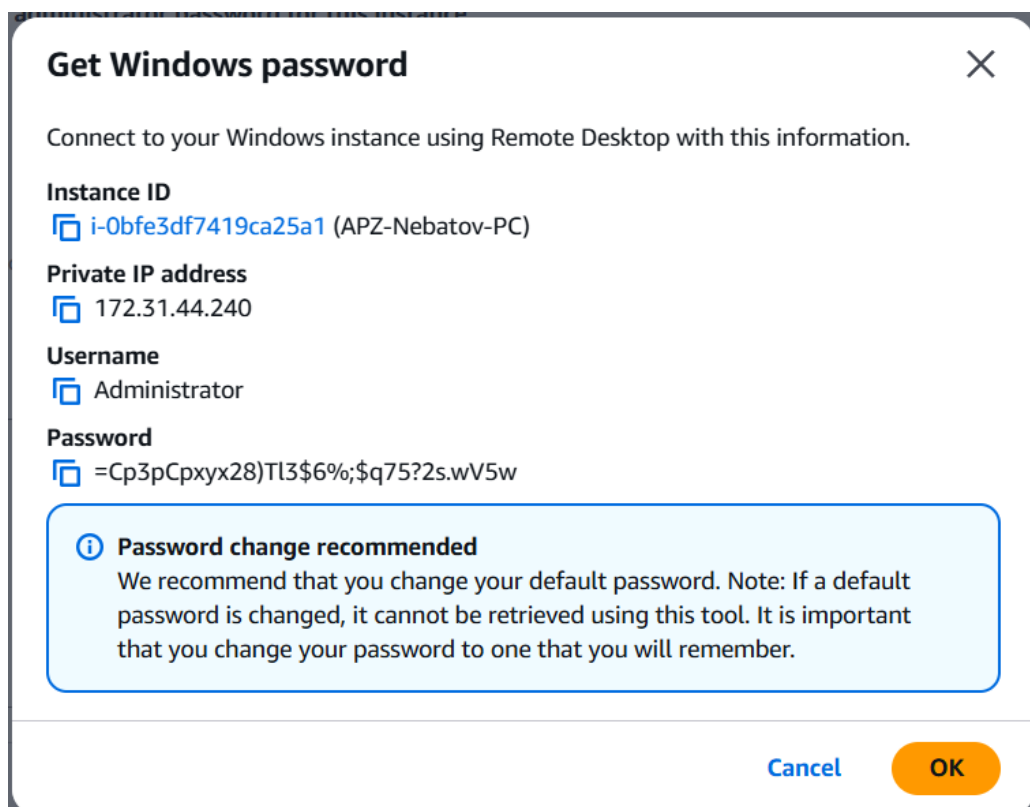 Get Windows password
Connect to your Windows instance using Remote Desktop with this information.
Instance ID
i-0bfe3df7419ca25a1 (APZ-Nebatov-PC)
Private IP address
172.31.44.240
Username
Administrator
Password
=Cp3pCpxyx28)Tl3$6%;$q75?2s.wV5w
Password change recommended
We recommend that you change your default password. Note: If a default
password is changed, it cannot be retrieved using this tool. It is important
that you change your password to one that you will remember.
Cancel
OK